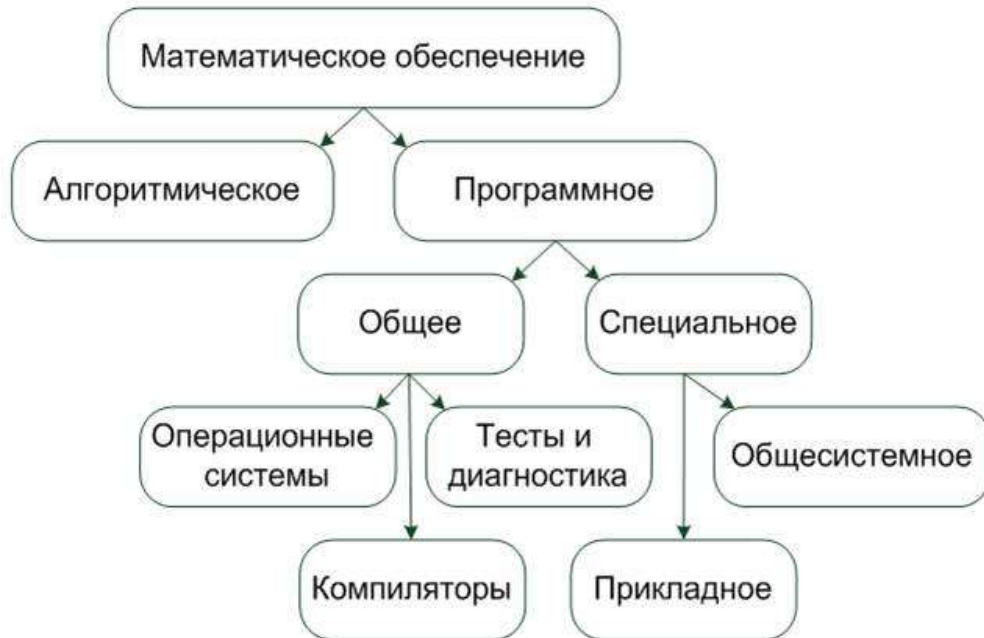 Математическое обеспечение
Алгоритмическое
Программное
Общее
Специальное
Операционные
системы
Тесты и
диагностика
Общесистемное
Компиляторы
Прикладное